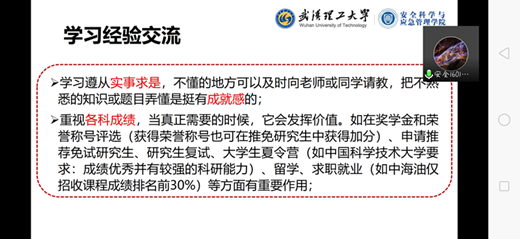 武汉理工大学
Wuhan University of Technology
安全科学与
应急管理学院
学习经验交流
安全1601...
➢学习遵从实事求是，不懂的地方可以及时向老师或同学请教，把不熟
悉的知识或题目弄懂是挺有成就感的；
➢重视各科成绩，当真正需要的时候，它会发挥价值。如在奖学金和荣
誉称号评选（获得荣誉称号也可在推免研究生中获得加分）、申请推
荐免试研究生、研究生复试、大学生夏令营（如中国科学技术大学要
求：成绩优秀并有较强的科研能力）、留学、求职就业（如中海油仅
招收课程成绩排名前30%）等方面有重要作用；